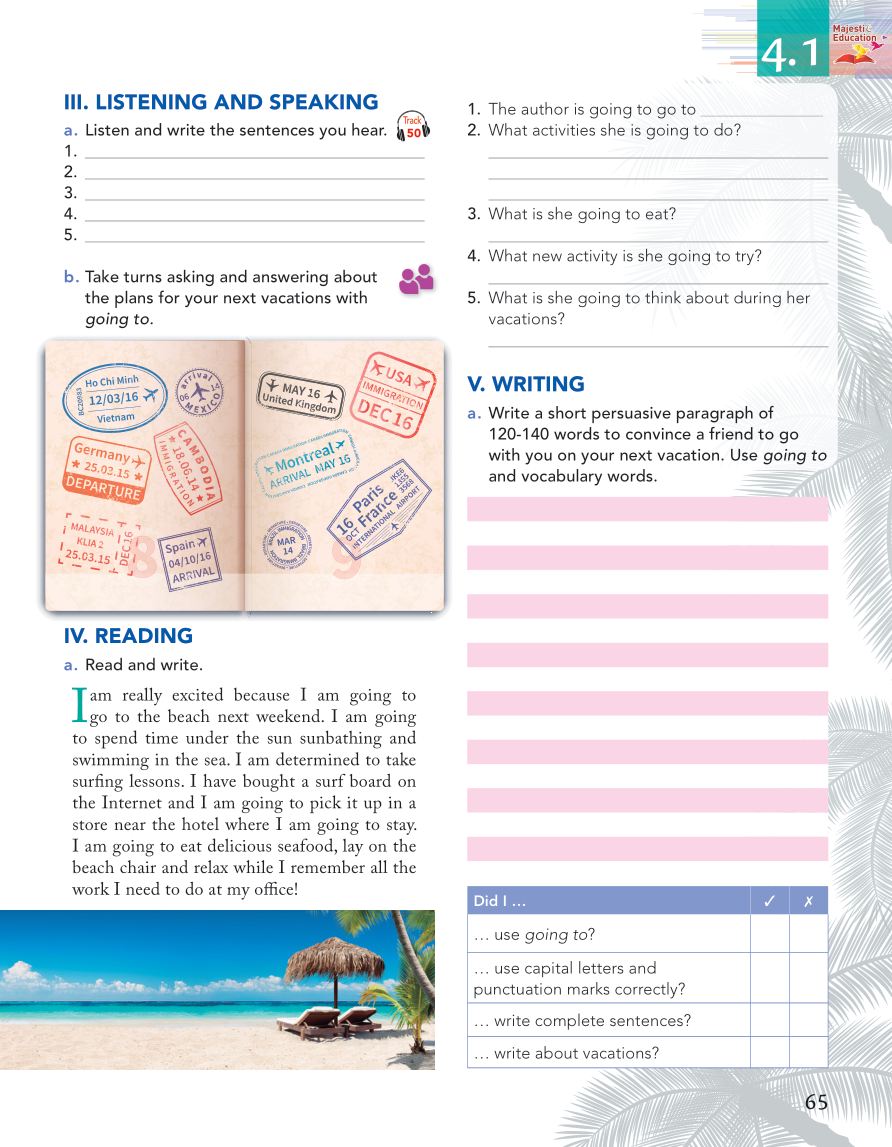 4.1
Majestic
Education
III. LISTENING AND SPEAKING
a. Listen and write the sentences you hear.
Track
50
1.
2.
3.
4.
5.
b. Take turns asking and answering about
the plans for your next vacations with
going to.
Ho Chi Minh
BC20983
12/03/16
Vietnam
arrival
06
14
MEXICO
Germany
25.03.15
DEPARTURE
CAMBODIA
18.06.14
IMMIGRATION
MALAYSIA
KLIA 2
25.03.15
DEC16
8
Spain
04/10/16
ARRIVAL
MAY 16
United Kingdom
USA
IMMIGRATION
DEC16
Montreal
ARRIVAL MAY 16
MAR
14
BRAZIL IMMIGRATION
16 Paris
OCT France
JKE6
1355
3568
INTERNATIONAL AIRPORT
9
IV. READING
a. Read and write.
I am really excited because I am going to
go to the beach next weekend. I am going
to spend time under the sun sunbathing and
swimming in the sea. I am determined to take
surfing lessons. I have bought a surf board on
the Internet and I am going to pick it up in a
store near the hotel where I am going to stay.
I am going to eat delicious seafood, lay on the
beach chair and relax while I remember all the
work I need to do at my office!
1. The author is going to go to
2. What activities she is going to do?
3. What is she going to eat?
4. What new activity is she going to try?
5. What is she going to think about during her
vacations?
V. WRITING
a. Write a short persuasive paragraph of
120-140 words to convince a friend to go
with you on your next vacation. Use going to
and vocabulary words.
Did I … ✓ ✗
… use going to?
… use capital letters and
punctuation marks correctly?
… write complete sentences?
… write about vacations?
65